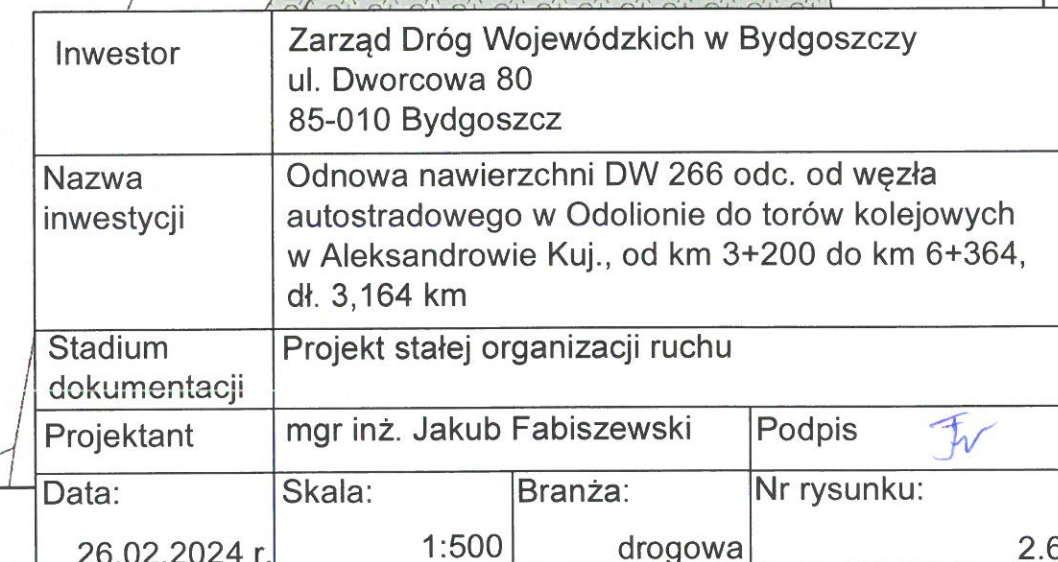 Inwestor
Zarząd Dróg Wojewódzkich w Bydgoszczy
ul. Dworcowa 80
85-010 Bydgoszcz
Nazwa
inwestycji
Odnowa nawierzchni DW 266 odc. od węzła
autostradowego w Odolionie do torów kolejowych
w Aleksandrowie Kuj., od km 3+200 do km 6+364,
dł. 3,164 km
Stadium
dokumentacji
Projekt stałej organizacji ruchu
Projektant
mgr inż. Jakub Fabiszewski
Podpis
Data:
26.02.2024 r.
Skala:
1:500
Branża:
drogowa
Nr rysunku:
2.6